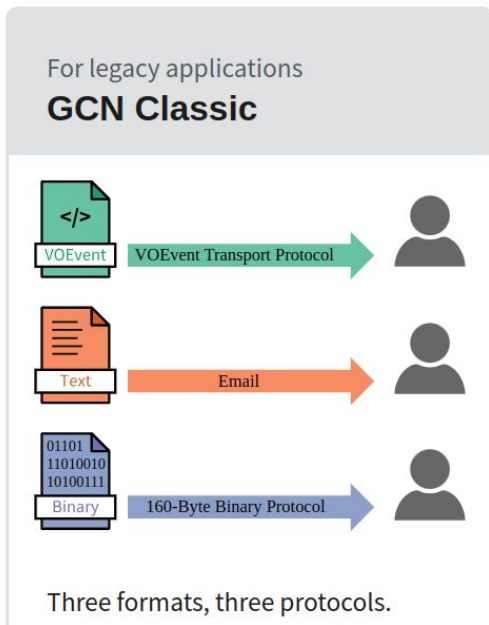 For legacy applications
GCN Classic
</>
VOEvent
VOEvent Transport Protocol
Text
Email
01101
11010010
10100111
Binary
160-Byte Binary Protocol
Three formats, three protocols.